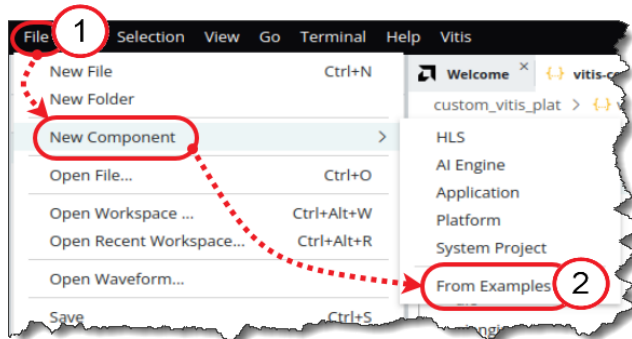 File 1 Selection View Go Terminal Help Vitis
New File Ctrl+N
New Folder
New Component >
Open File... Ctrl+O
Open Workspace ... Ctrl+Alt+W
Open Recent Workspace... Ctrl+Alt+R
Open Waveform...
Save Ctrl+S
Welcome ×
custom_vitis_plat > {..}
HLS
AI Engine
Application
Platform
System Project
From Examples 2